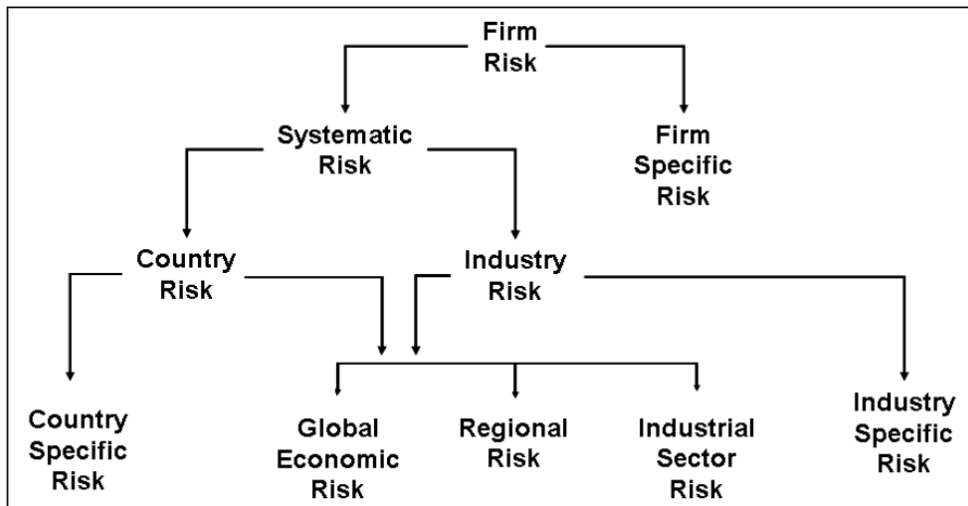 Firm
Risk
Systematic
Risk
Firm
Specific
Risk
Country
Risk
Industry
Risk
Country
Specific
Risk
Global
Economic
Risk
Regional
Risk
Industrial
Sector
Risk
Industry
Specific
Risk